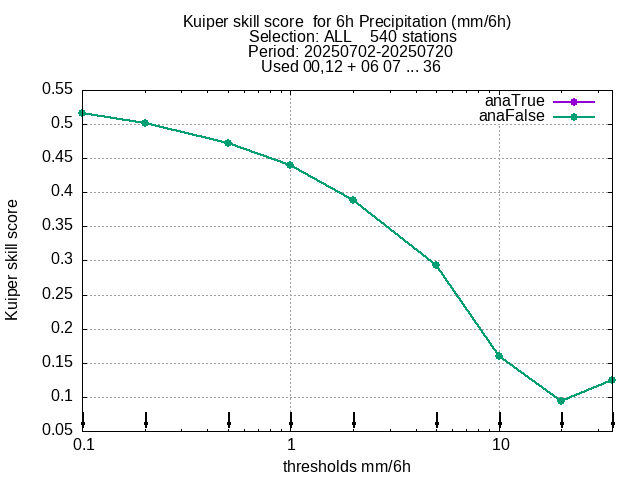 Kuiper skill score  for 6h Precipitation (mm/6h)
Selection: ALL    540 stations
Period: 20250702-20250720
Used 00,12 + 06 07 ... 36
anaTrue
anaFalse
0.55
0.5
0.45
0.4
0.35
0.3
0.25
0.2
0.15
0.1
0.05
Kuiper skill score
0.1 1 10
thresholds mm/6h